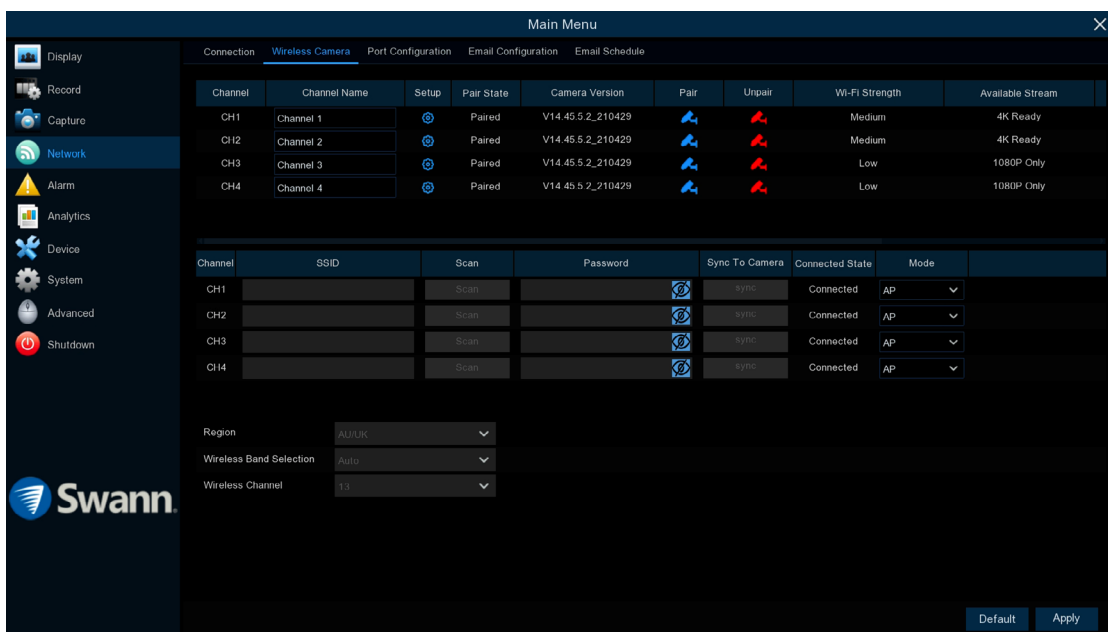 Main Menu
Display
Record
Capture
Network
Alarm
Analytics
Device
System
Advanced
Shutdown
Swann
Connection Wireless Camera Port Configuration Email Configuration Email Schedule
Channel Channel Name Setup Pair State Camera Version Pair Unpair Wi-Fi Strength Available Stream
CH1 Channel 1 Paired V14.45.5.2_210429 Medium 4K Ready
CH2 Channel 2 Paired V14.45.5.2_210429 Medium 4K Ready
CH3 Channel 3 Paired V14.45.5.2_210429 Low 1080P Only
CH4 Channel 4 Paired V14.45.5.2_210429 Low 1080P Only
Channel SSID Scan Password Sync To Camera Connected State Mode
CH1 Scan sync Connected AP
CH2 Scan sync Connected AP
CH3 Scan sync Connected AP
CH4 Scan sync Connected AP
Region AU/UK
Wireless Band Selection Auto
Wireless Channel 13
Default Apply